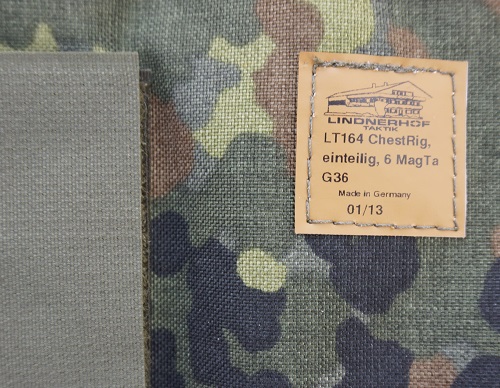 LINDNERHOF
TAKTIK
LT164 ChestRig,
einteilig, 6 MagTa
G36
Made in Germany
01/13